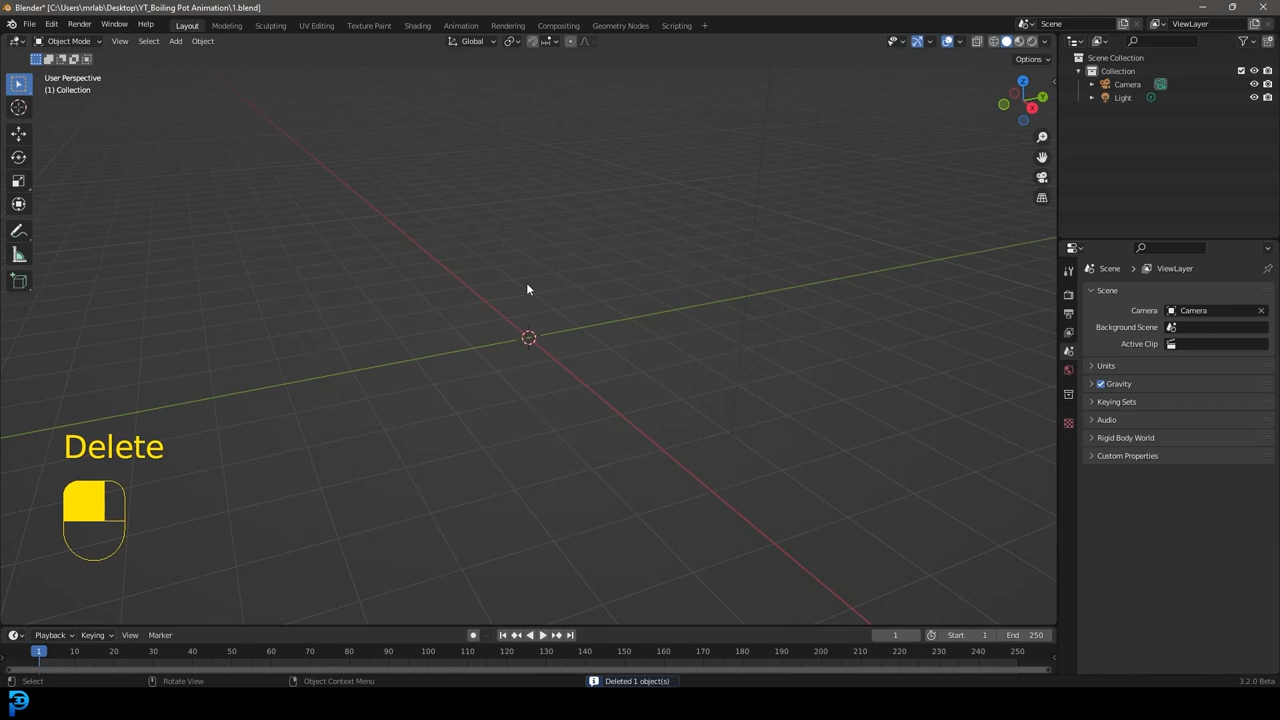 Blender* [C:\Users\mrlab\Desktop\YT_Boiling Pot Animation\1.blend]
File Edit Render Window Help Layout Modeling Sculpting UV Editing Texture Paint Shading Animation Rendering Compositing Geometry Nodes Scripting + Scene ViewLayer
Object Mode View Select Add Object Global
Options
User Perspective
(1) Collection
Z
Y
X
Scene Collection
Collection
Camera
Light
Scene > ViewLayer
Scene
Camera Camera
Background Scene
Active Clip
Units
Gravity
Keying Sets
Audio
Rigid Body World
Custom Properties
Delete
Playback Keying View Marker 1 Start 1 End 250
1 10 20 30 40 50 60 70 80 90 100 110 120 130 140 150 160 170 180 190 200 210 220 230 240 250
Select Rotate View Object Context Menu Deleted 1 object(s) 3.2.0 Beta